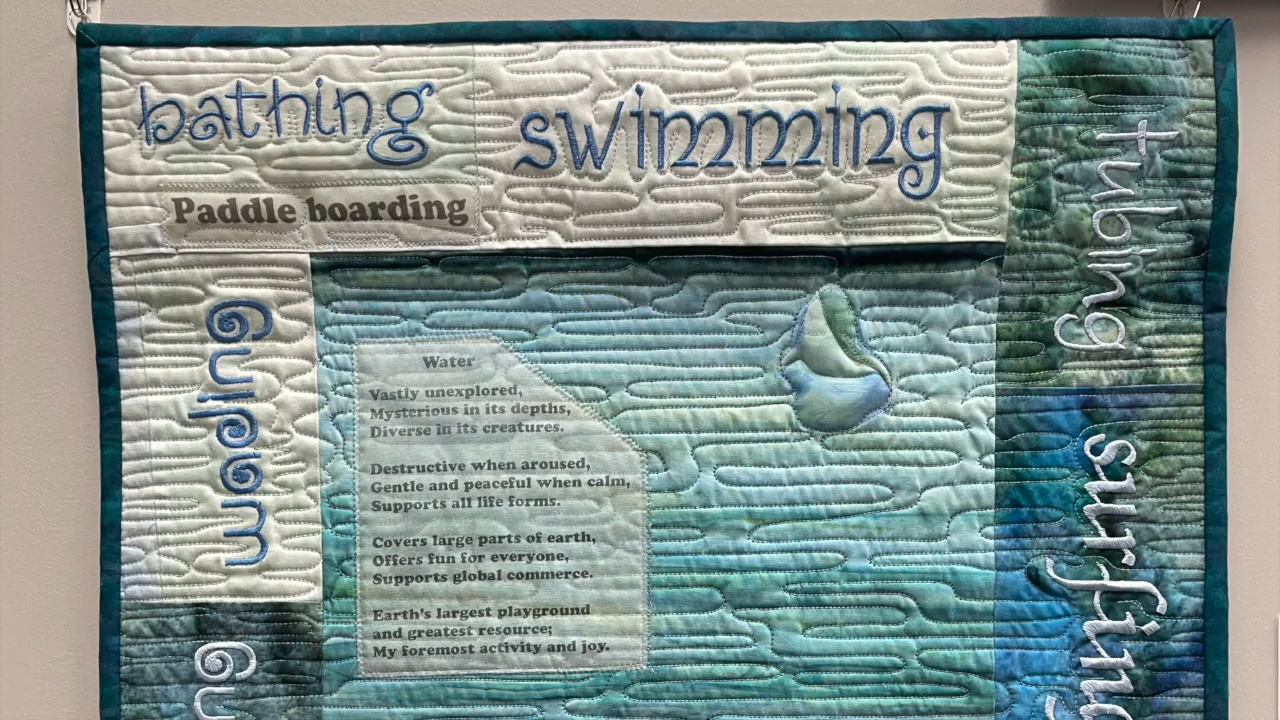 bathing
swimming
Paddle boarding
tubing
wading
surfing
Water
Vastly unexplored,
Mysterious in its depths,
Diverse in its creatures.
Destructive when aroused,
Gentle and peaceful when calm,
Supports all life forms.
Covers large parts of earth,
Offers fun for everyone,
Supports global commerce.
Earth's largest playground
and greatest resource;
My foremost activity and joy.